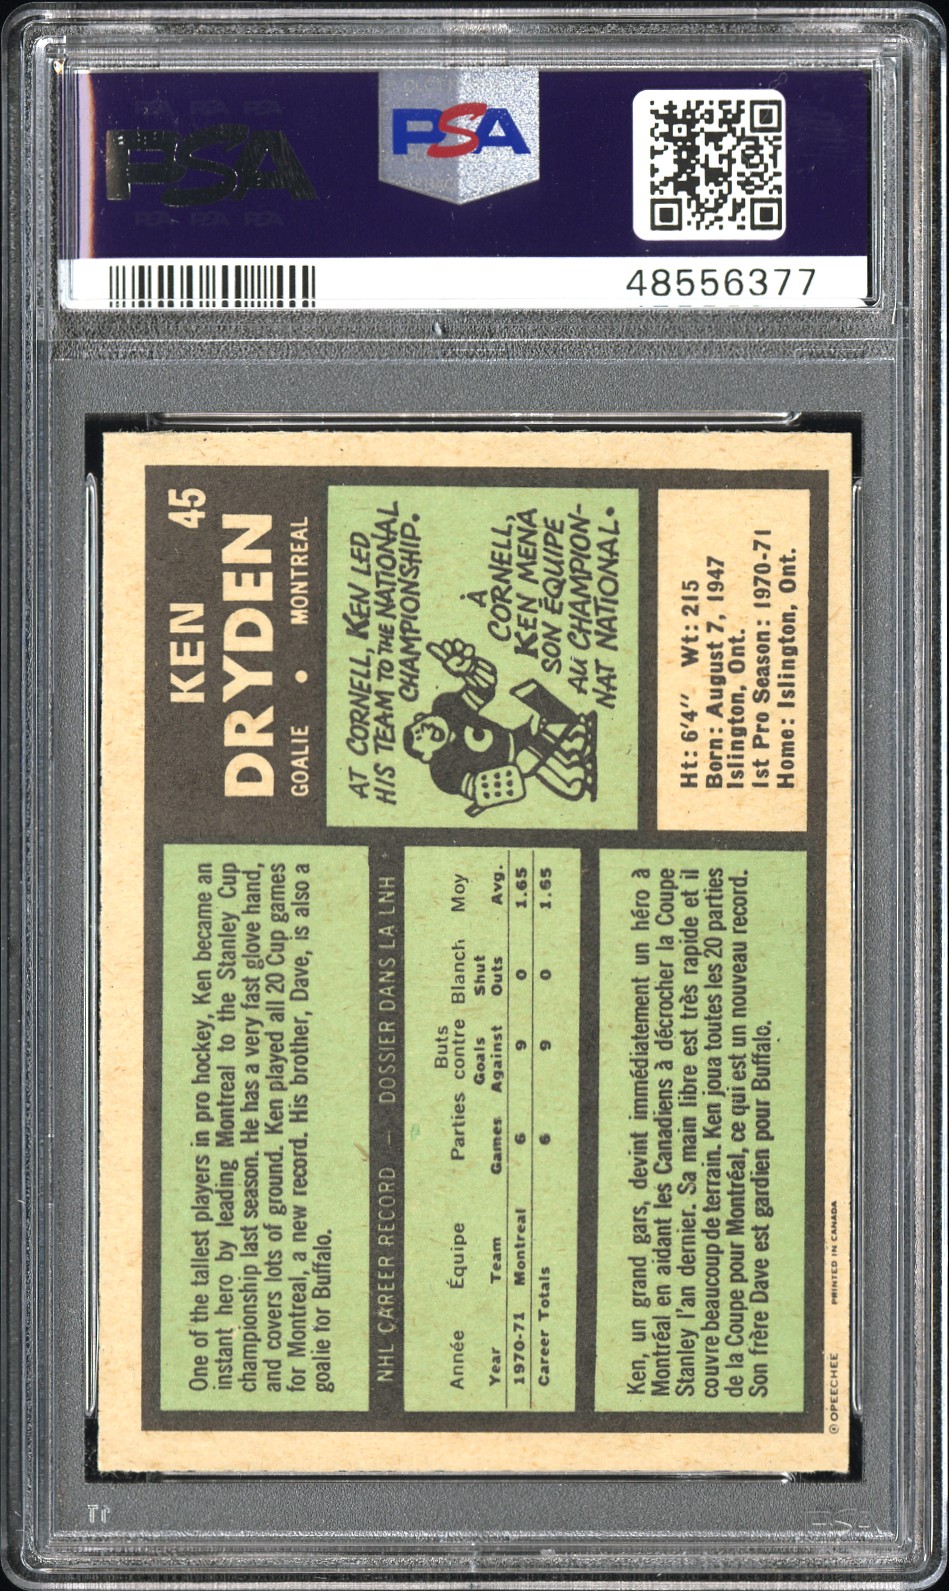 PSA
PSA
48556377
KEN 45
DRYDEN
GOALIE • MONTREAL
One of the tallest players in pro hockey, Ken became an
instant hero by leading Montreal to the Stanley Cup
championship last season. He has a very fast glove hand,
and covers lots of ground. Ken played all 20 Cup games
for Montreal, a new record. His brother, Dave, is also a
goalie for Buffalo.
AT CORNELL, KEN LED
HIS TEAM TO THE NATIONAL
CHAMPIONSHIP.
C
À
CORNELL,
KEN MENA
SON ÉQUIPE
AU CHAMPION-
NAT NATIONAL.
NHL CAREER RECORD — DOSSIER DANS LA LNH
Buts
Année Équipe Parties contre Blanch Moy
Goals Shut
Year Team Games Against Outs Avg.
1970-71 Montreal 6 9 0 1.65
Career Totals 6 9 0 1.65
Ht: 6'4'' Wt: 215
Born: August 7, 1947
Islington, Ont.
1st Pro Season: 1970-71
Home: Islington, Ont.
Ken, un grand gars, devint immédiatement un héro à
Montréal en aidant les Canadiens à décrocher la Coupe
Stanley l'an dernier. Sa main libre est très rapide et il
couvre beaucoup de terrain. Ken joua toutes les 20 parties
de la Coupe pour Montréal, ce qui est un nouveau record.
Son frère Dave est gardien pour Buffalo.
© OPEECHEE PRINTED IN CANADA